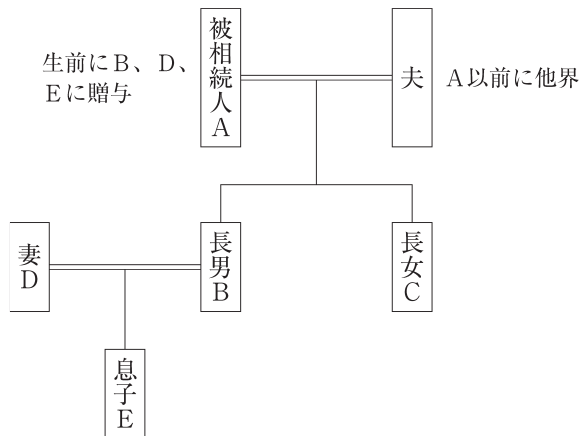 生前にB、D、
Eに贈与
被相続人A
夫
A以前に他界
妻D
長男B
長女C
息子E